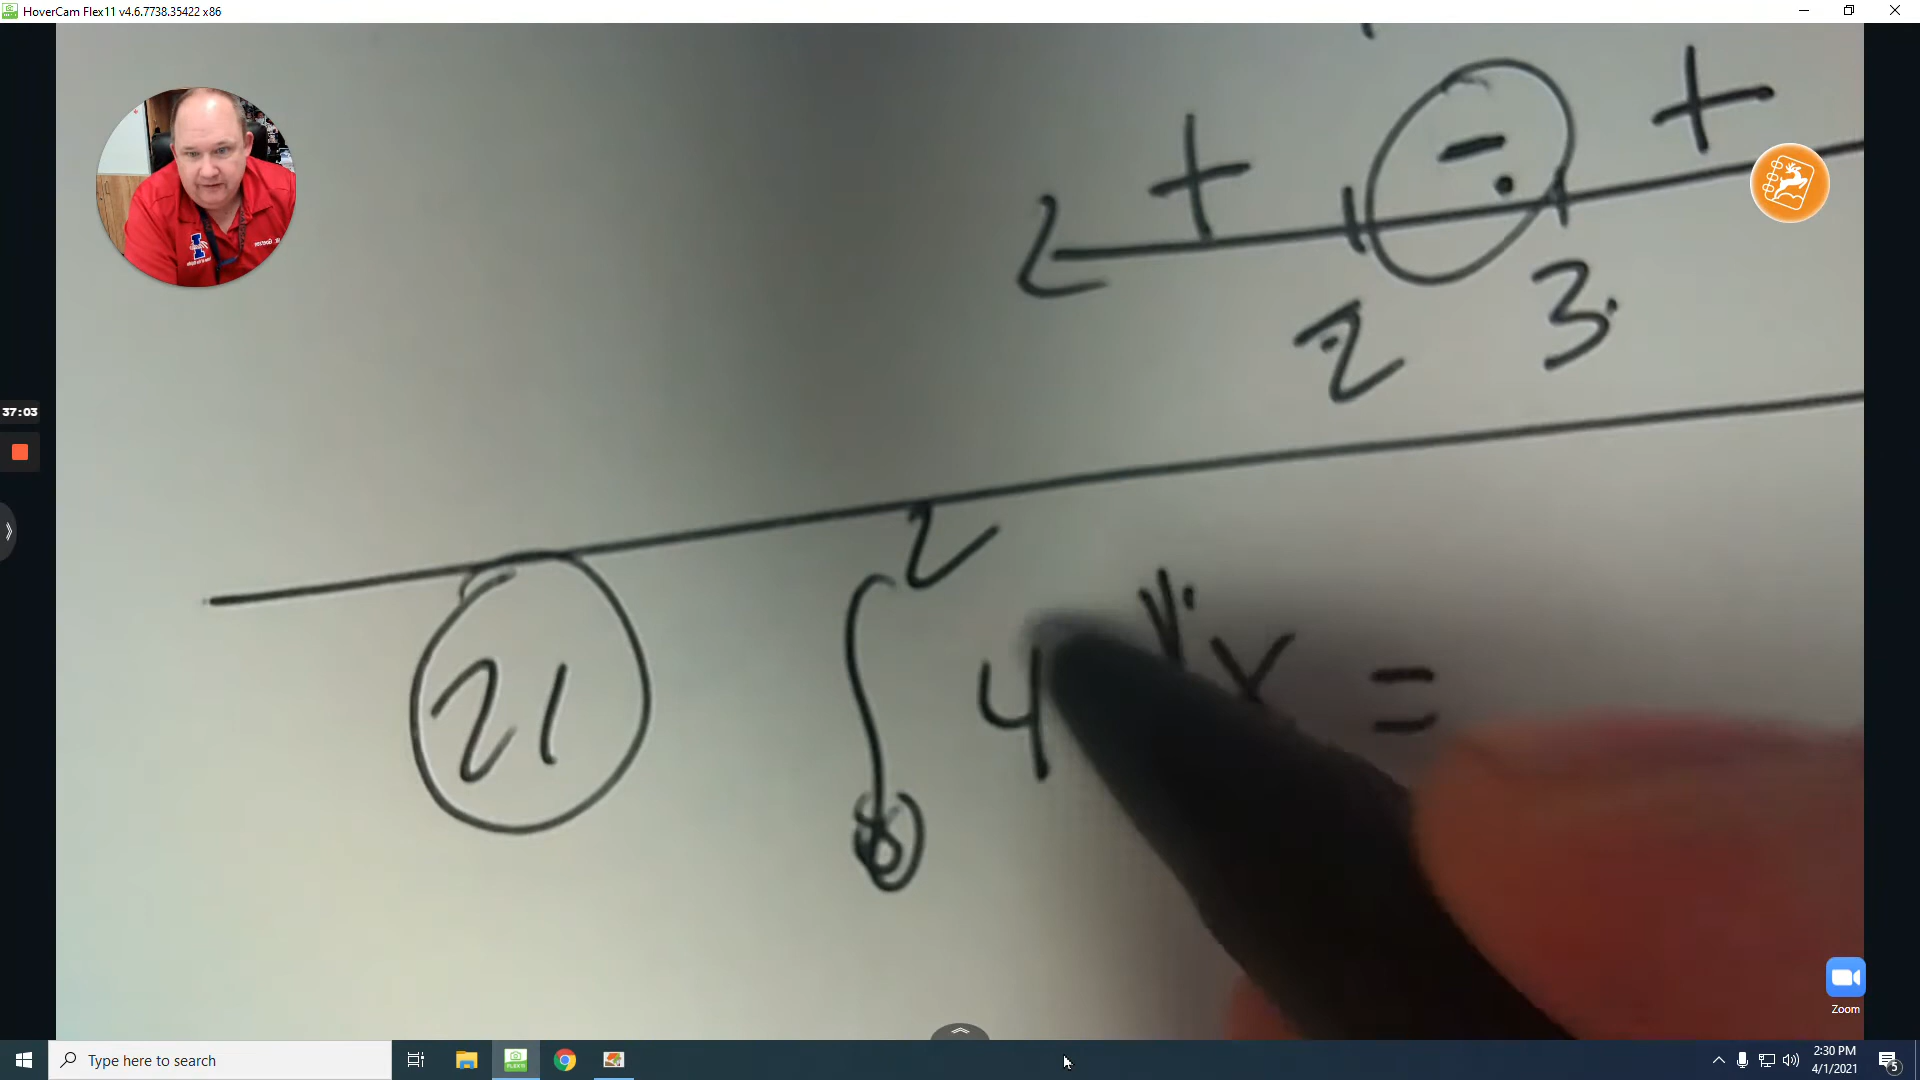 HoverCam Flex11 v4.6.7738.35422 x86
+ - +
2 3
37:03
2
21 ∫ 4 x =
Zoom
Type here to search
2:30 PM
4/1/2021
5